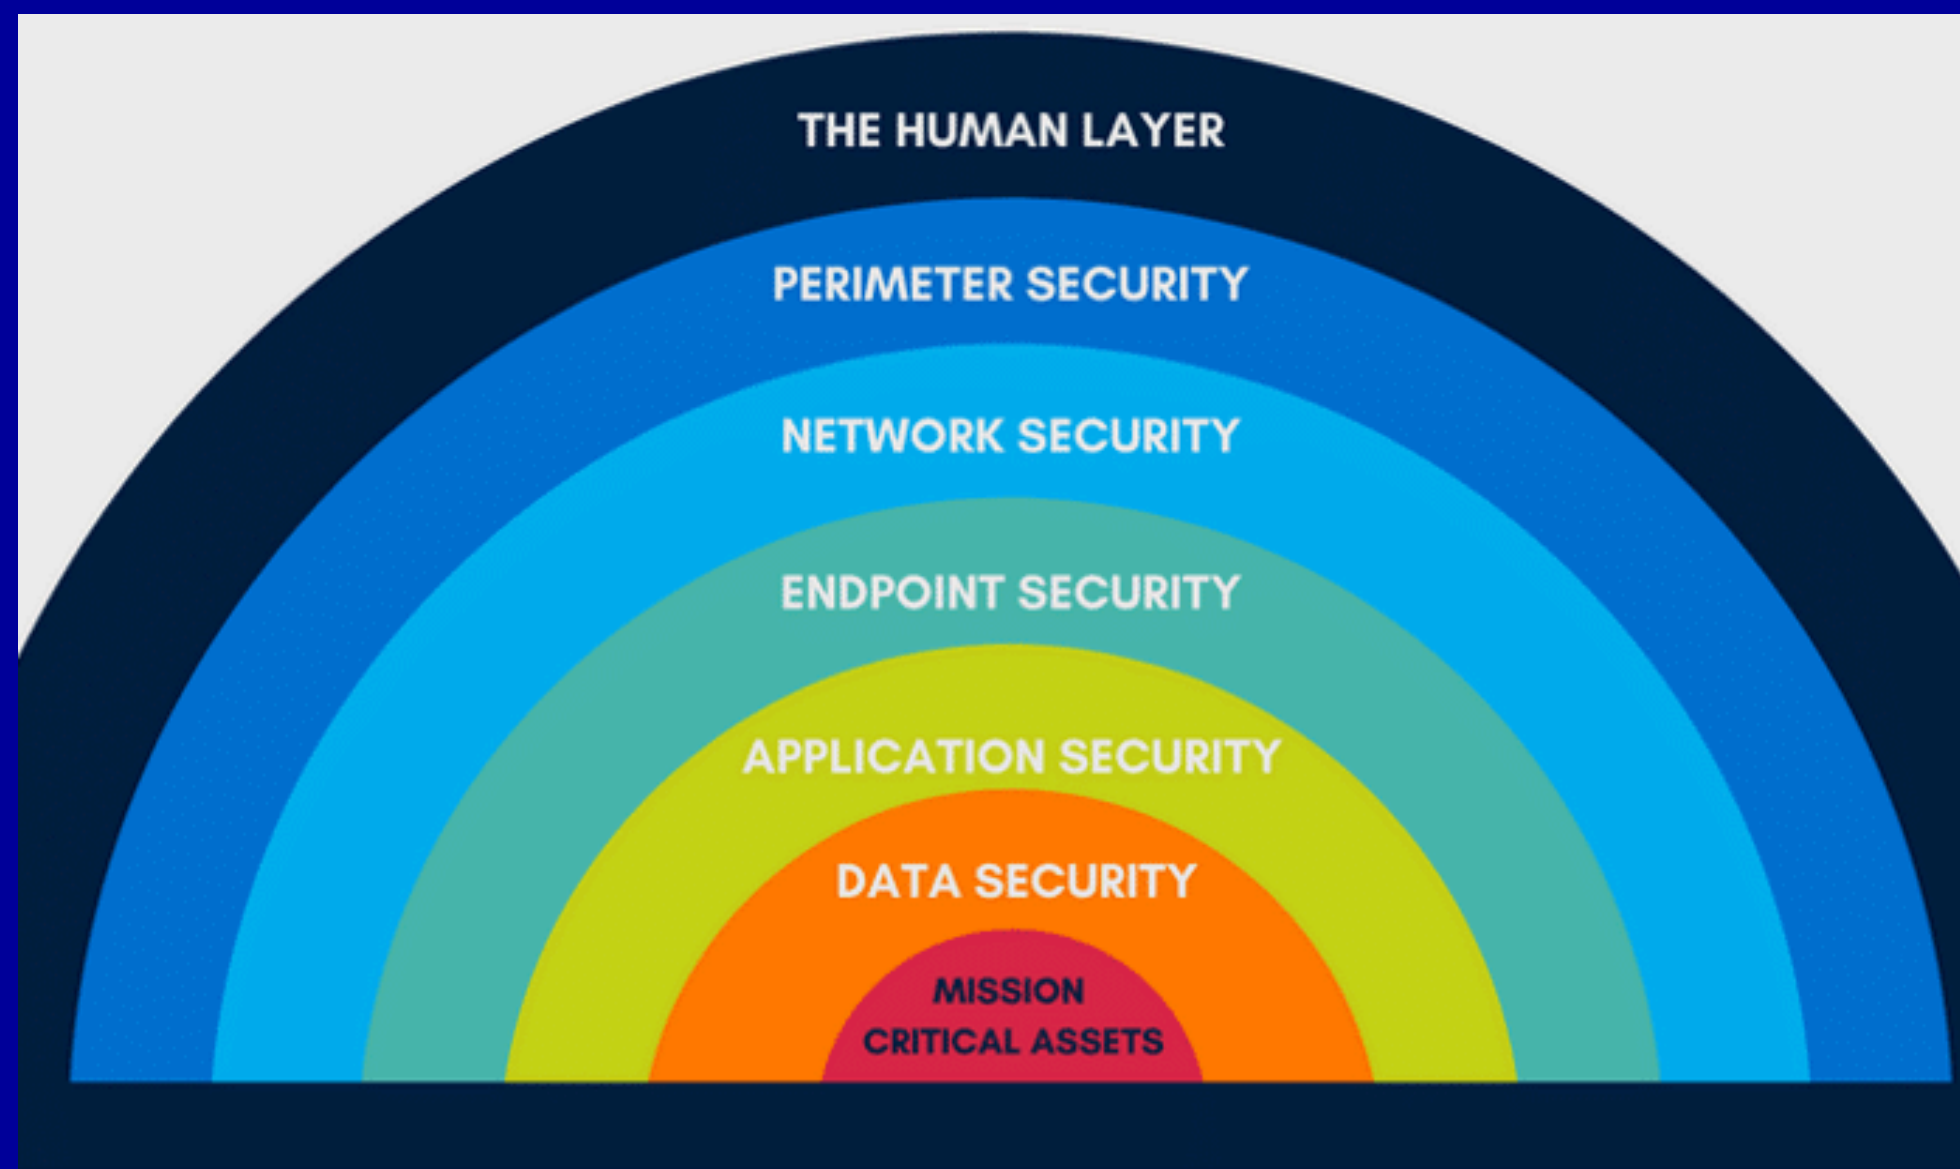 THE HUMAN LAYER
PERIMETER SECURITY
NETWORK SECURITY
ENDPOINT SECURITY
APPLICATION SECURITY
DATA SECURITY
MISSION
CRITICAL ASSETS